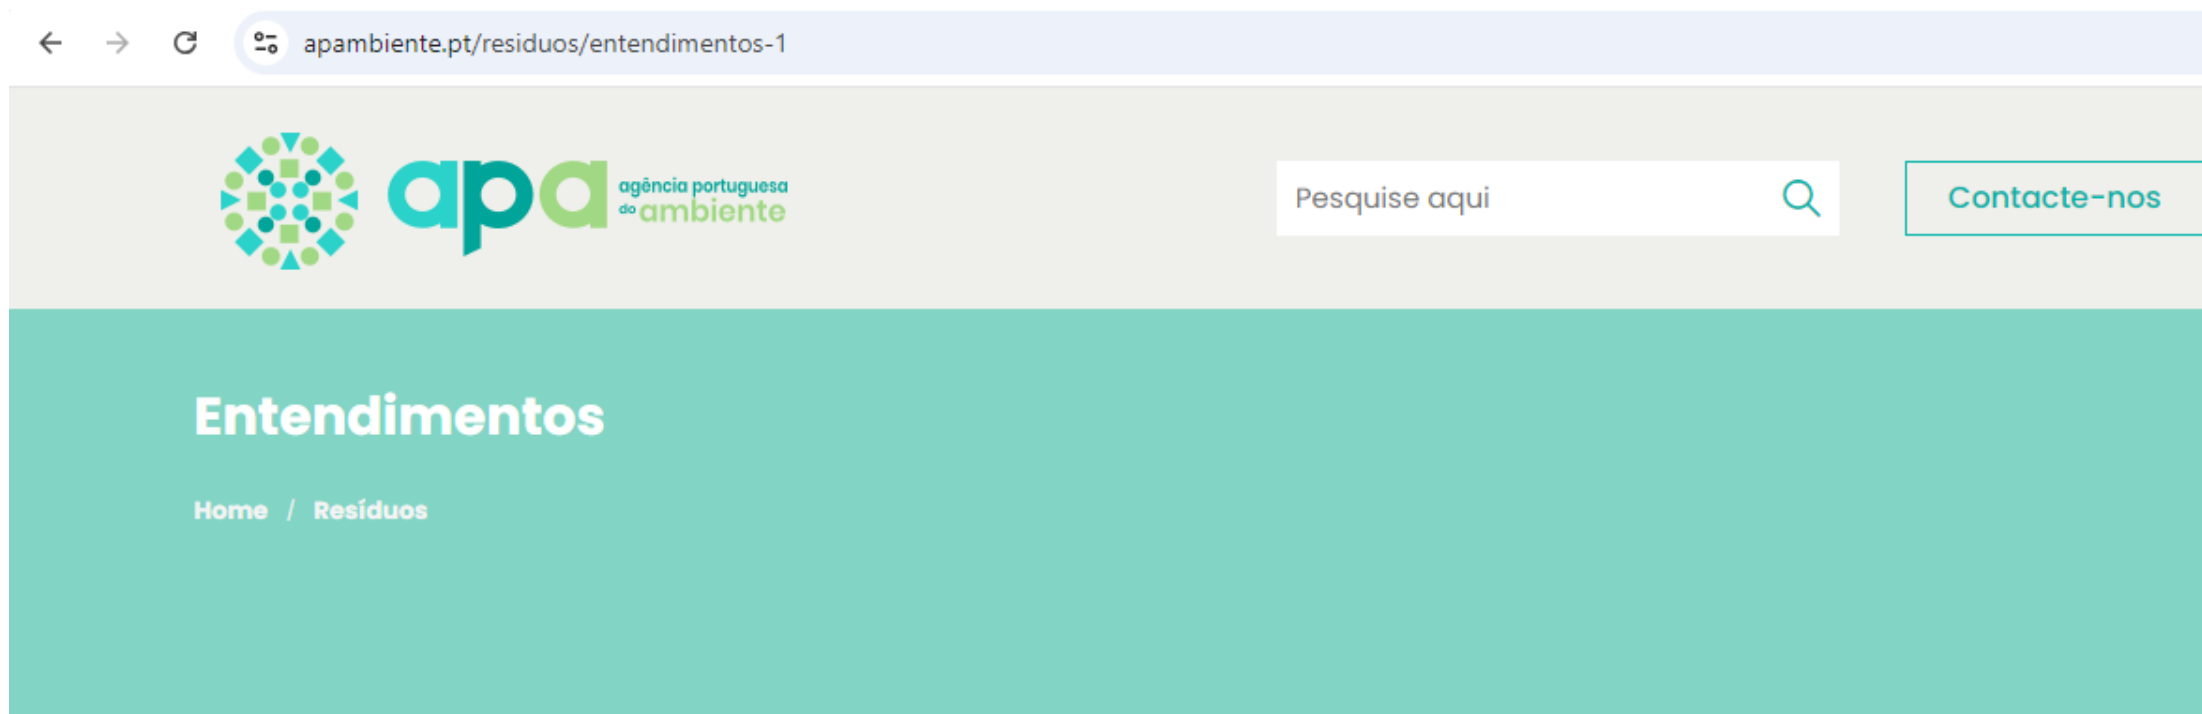 apambiente.pt/residuos/entendimentos-1
apa
agência portuguesa
do ambiente
Pesquise aqui
Contacte-nos
Entendimentos
Home / Resíduos